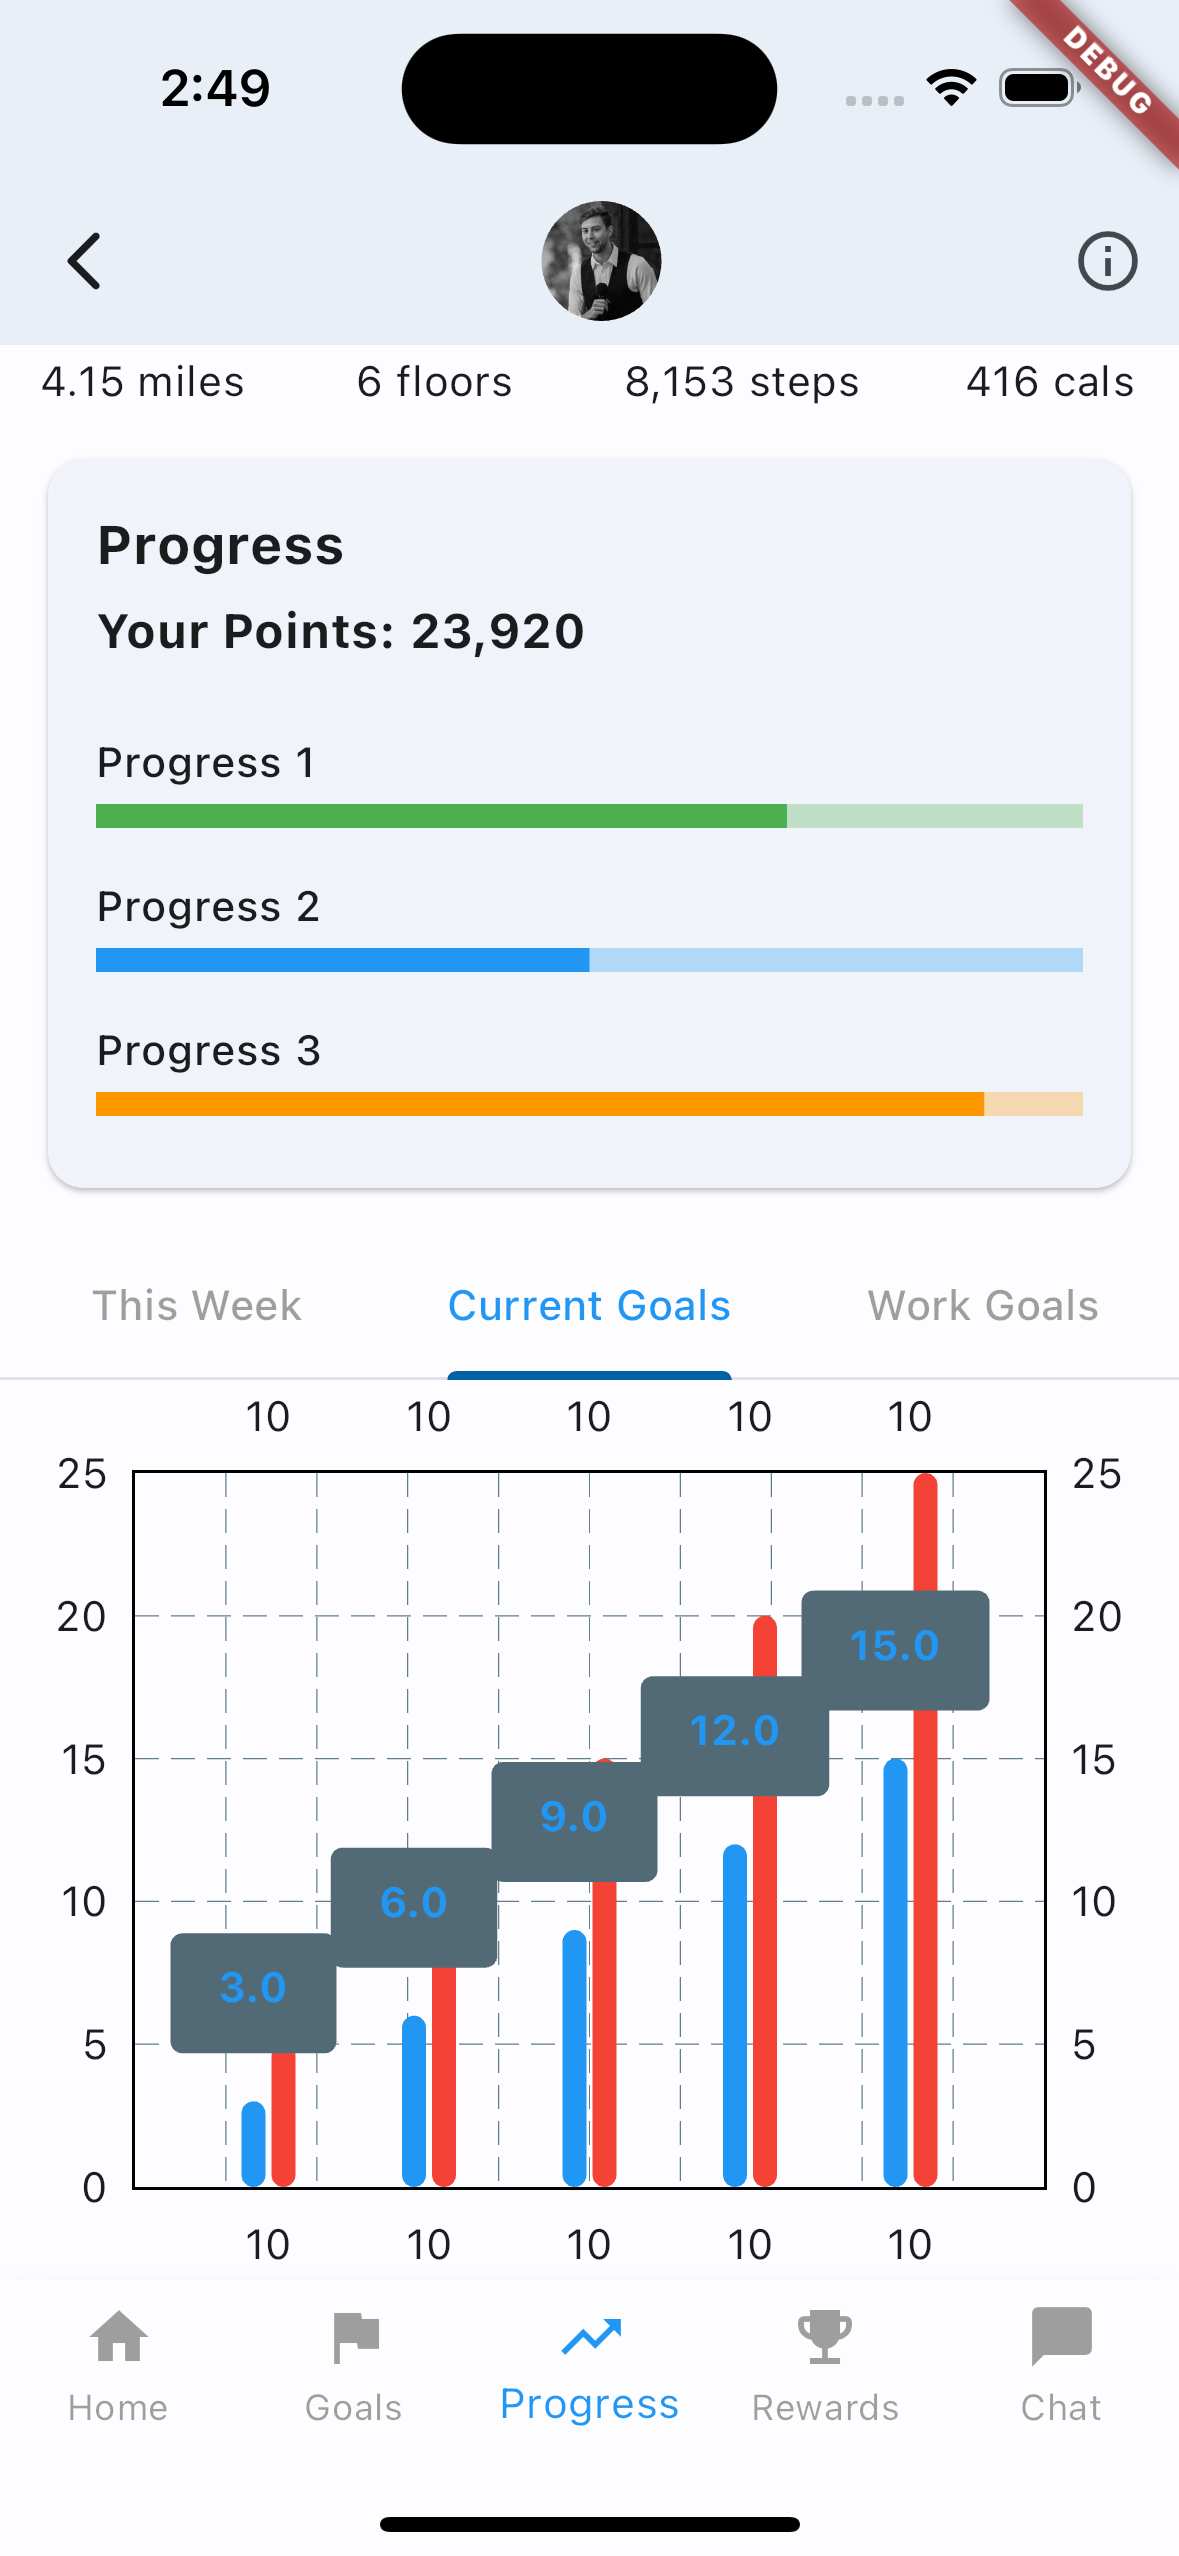 2:49
DEBUG
4.15 miles 6 floors 8,153 steps 416 cals
Progress
Your Points: 23,920
Progress 1
Progress 2
Progress 3
This Week Current Goals Work Goals
10 10 10 10 10
25 25
20 20
15.0
12.0
15 15
9.0
10 10
6.0
3.0
5 5
0 0
10 10 10 10 10
Home Goals Progress Rewards Chat